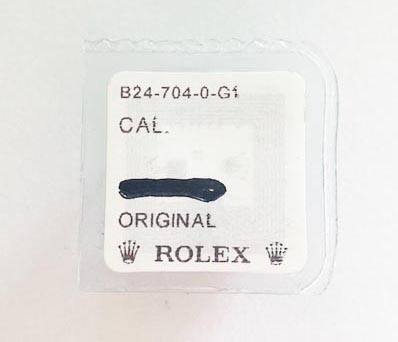 B24-704-0-G1
CAL.
ORIGINAL
ROLEX